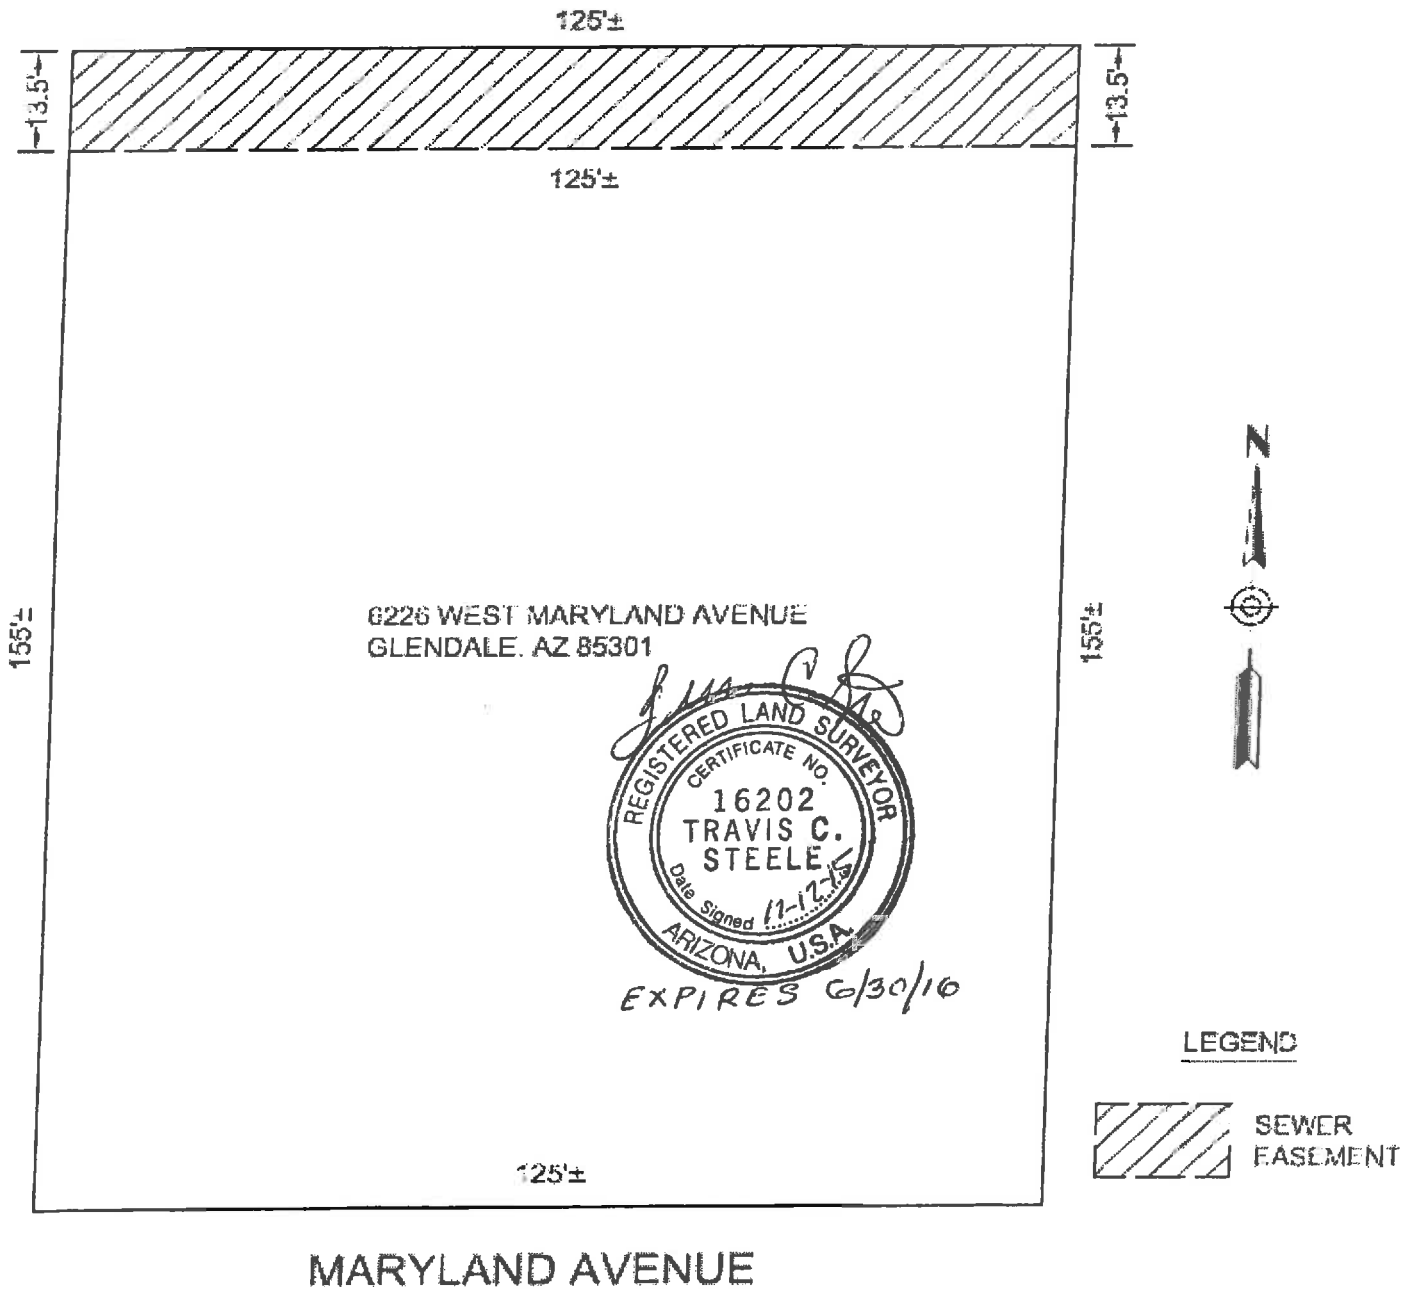 125'±
13.5'
13.5'
125'±
N
155'±
155'±
6226 WEST MARYLAND AVENUE
GLENDALE, AZ 85301
REGISTERED LAND SURVEYOR
CERTIFICATE NO.
16202
TRAVIS C.
STEELE
Date Signed 11-12-15
ARIZONA, U.S.A.
EXPIRES 6/30/16
LEGEND
SEWER
EASEMENT
125'±
MARYLAND AVENUE